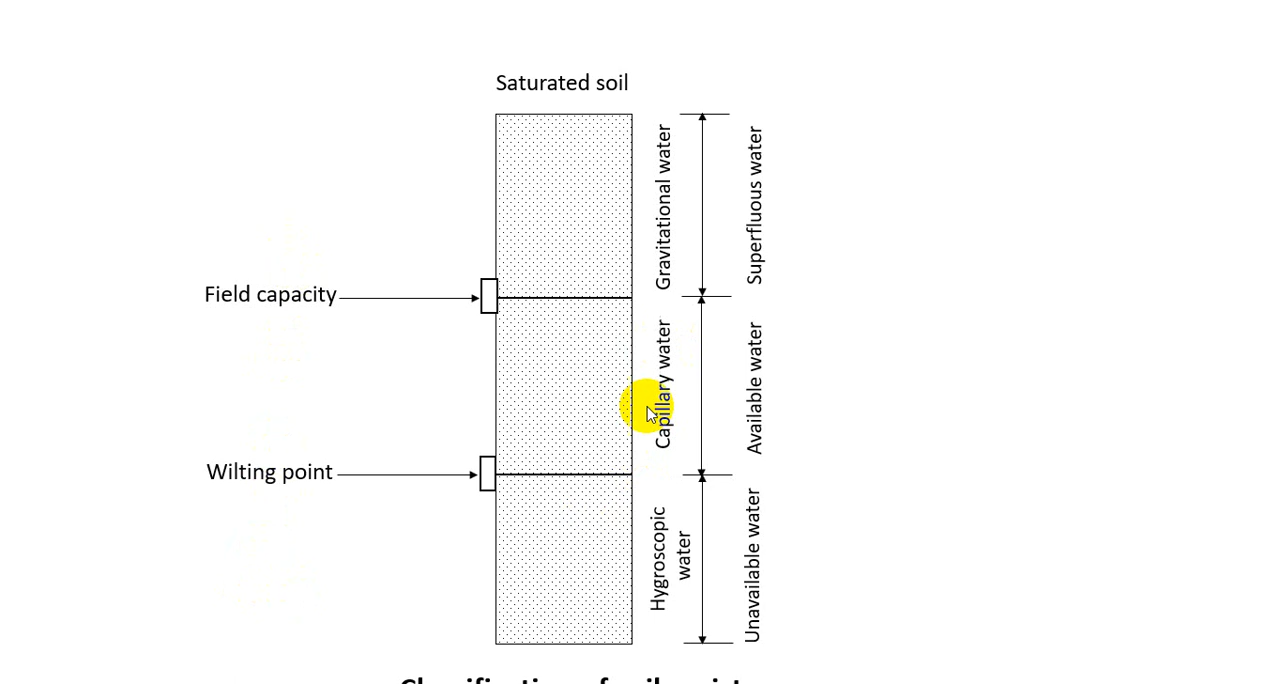 Saturated soil
Gravitational water
Superfluous water
Field capacity
Capillary water
Available water
Wilting point
Hygroscopic
water
Unavailable water